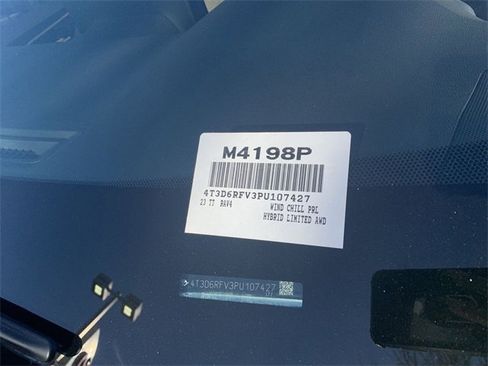 M4198P
4T3D6RFV3PU107427
23 TT RAV4 WIND CHILL PRL
HYBRID LIMITED AWD
4T3D6RFV3PU107427